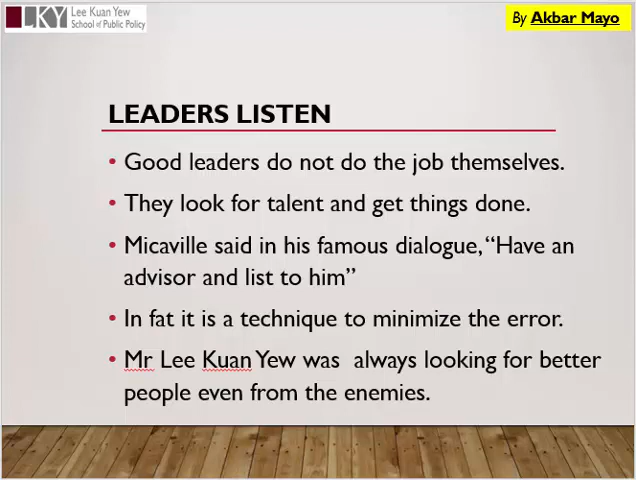 LKY Lee Kuan Yew
School of Public Policy
By Akbar Mayo
LEADERS LISTEN
• Good leaders do not do the job themselves.
• They look for talent and get things done.
• Micaville said in his famous dialogue, “Have an
advisor and list to him”
• In fat it is a technique to minimize the error.
• Mr Lee Kuan Yew was always looking for better
people even from the enemies.